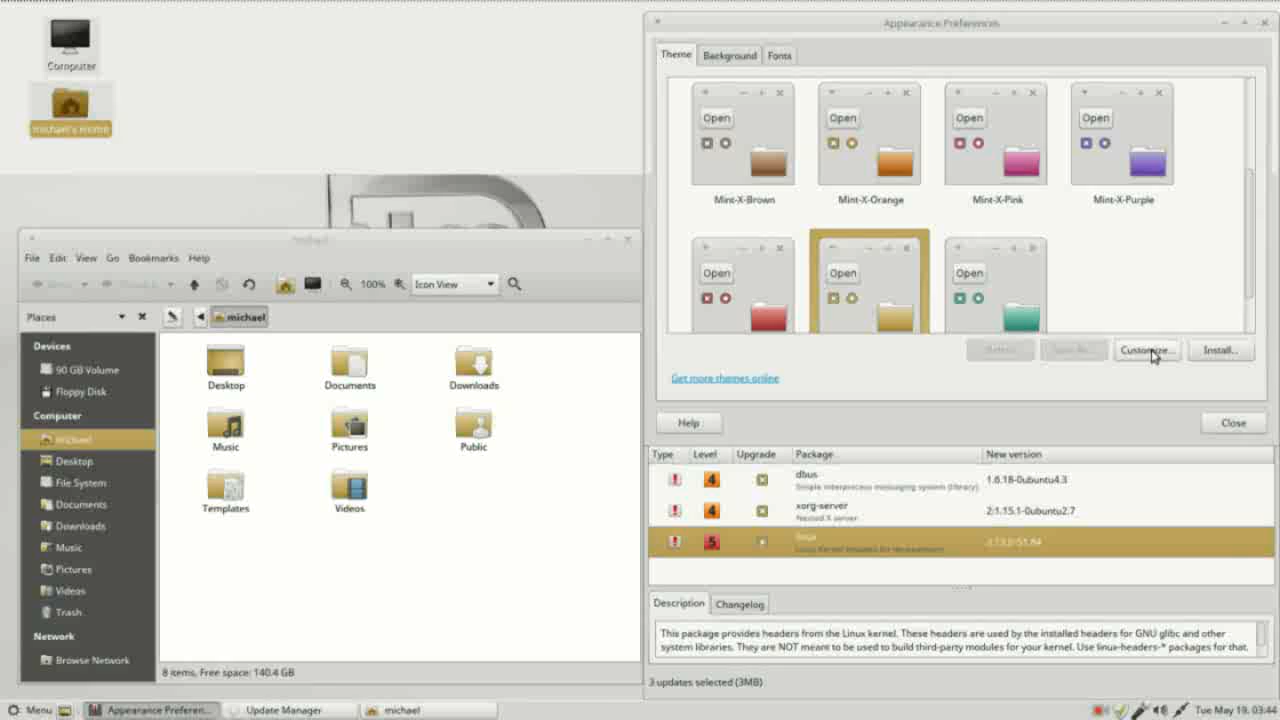 Computer
michael's Home
File Edit View Go Bookmarks Help
100% Icon View
Places
michael
Devices
90 GB Volume
Floppy Disk
Computer
michael
Desktop
File System
Documents
Downloads
Music
Pictures
Videos
Trash
Network
Browse Network
Desktop Documents Downloads
Music Pictures Public
Templates Videos
8 items, Free space: 140.4 GB
Appearance Preferences
Theme Background Fonts
Open Open Open Open
Mint-X-Brown Mint-X-Orange Mint-X-Pink Mint-X-Purple
Open Open Open
Customize... Install...
Get more themes online
Help Close
Type Level Upgrade Package New version
4 dbus 1.6.18-0ubuntu4.3
Simple interprocess messaging system (library)
4 xorg-server 2:1.15.1-0ubuntu2.7
Nested X server
5 linux
Linux Kernel Headers for development
Description Changelog
This package provides headers from the Linux kernel. These headers are used by the installed headers for GNU glibc and other
system libraries. They are NOT meant to be used to build third-party modules for your kernel. Use linux-headers-* packages for that.
3 updates selected (3MB)
Menu Appearance Preferen... Update Manager michael Tue May 19, 03:44